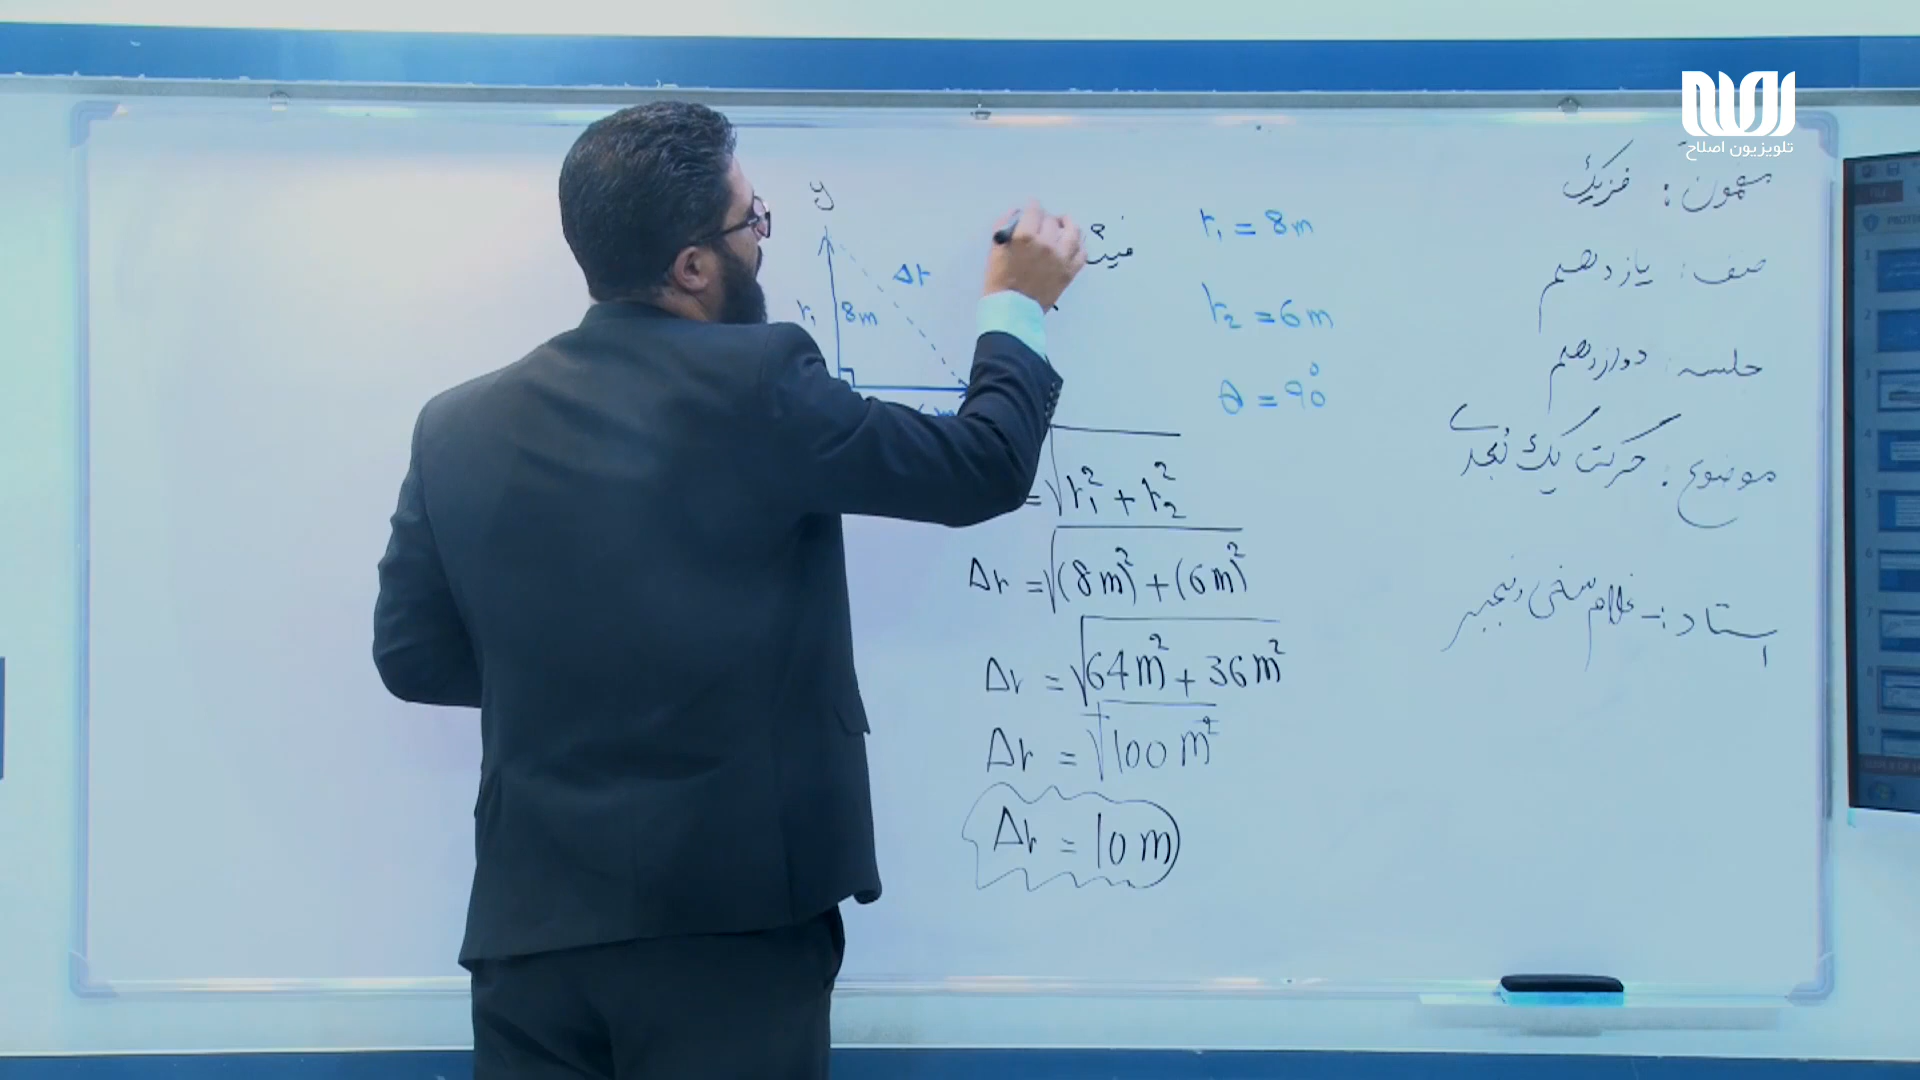 تلویزیون اصلاح
مضمون: فزیک
صنف: یازدهم
جلسه: دوازدهم
موضوع: حرکت یک بُعدی
استاد:- غلام سخی رنجبر
y
Δr
r₁ 8m
r₁ = 8m
r₂ = 6m
θ = 90°
= √r₁² + r₂²
Δr = √(8m)² + (6m)²
Δr = √64m² + 36m²
Δr = √100m²
Δr = 10m